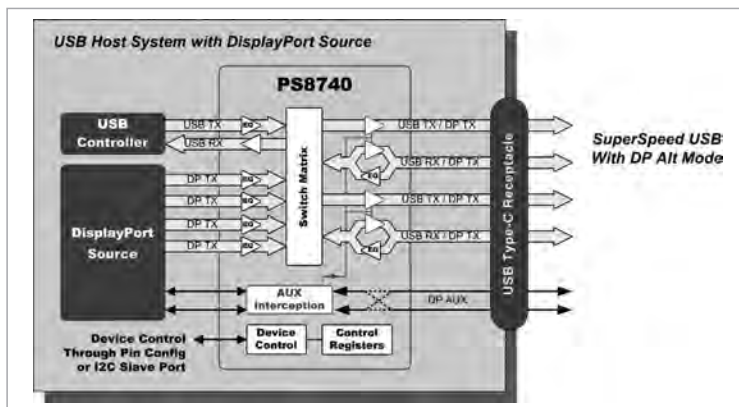 USB Host System with DisplayPort Source
PS8740
USB
Controller
USB TX
EQ
USB RX
DP TX
EQ
DP TX
EQ
DP TX
EQ
DP TX
EQ
DisplayPort
Source
Switch Matrix
USB TX / DP TX
USB RX / DP TX
EQ
USB TX / DP TX
USB RX / DP TX
EQ
USB Type-C Receptacle
SuperSpeed USB
With DP Alt Mode
AUX
Interception
DP AUX
Device Control
Through Pin Config
or I2C Slave Port
Device
Control
Control
Registers